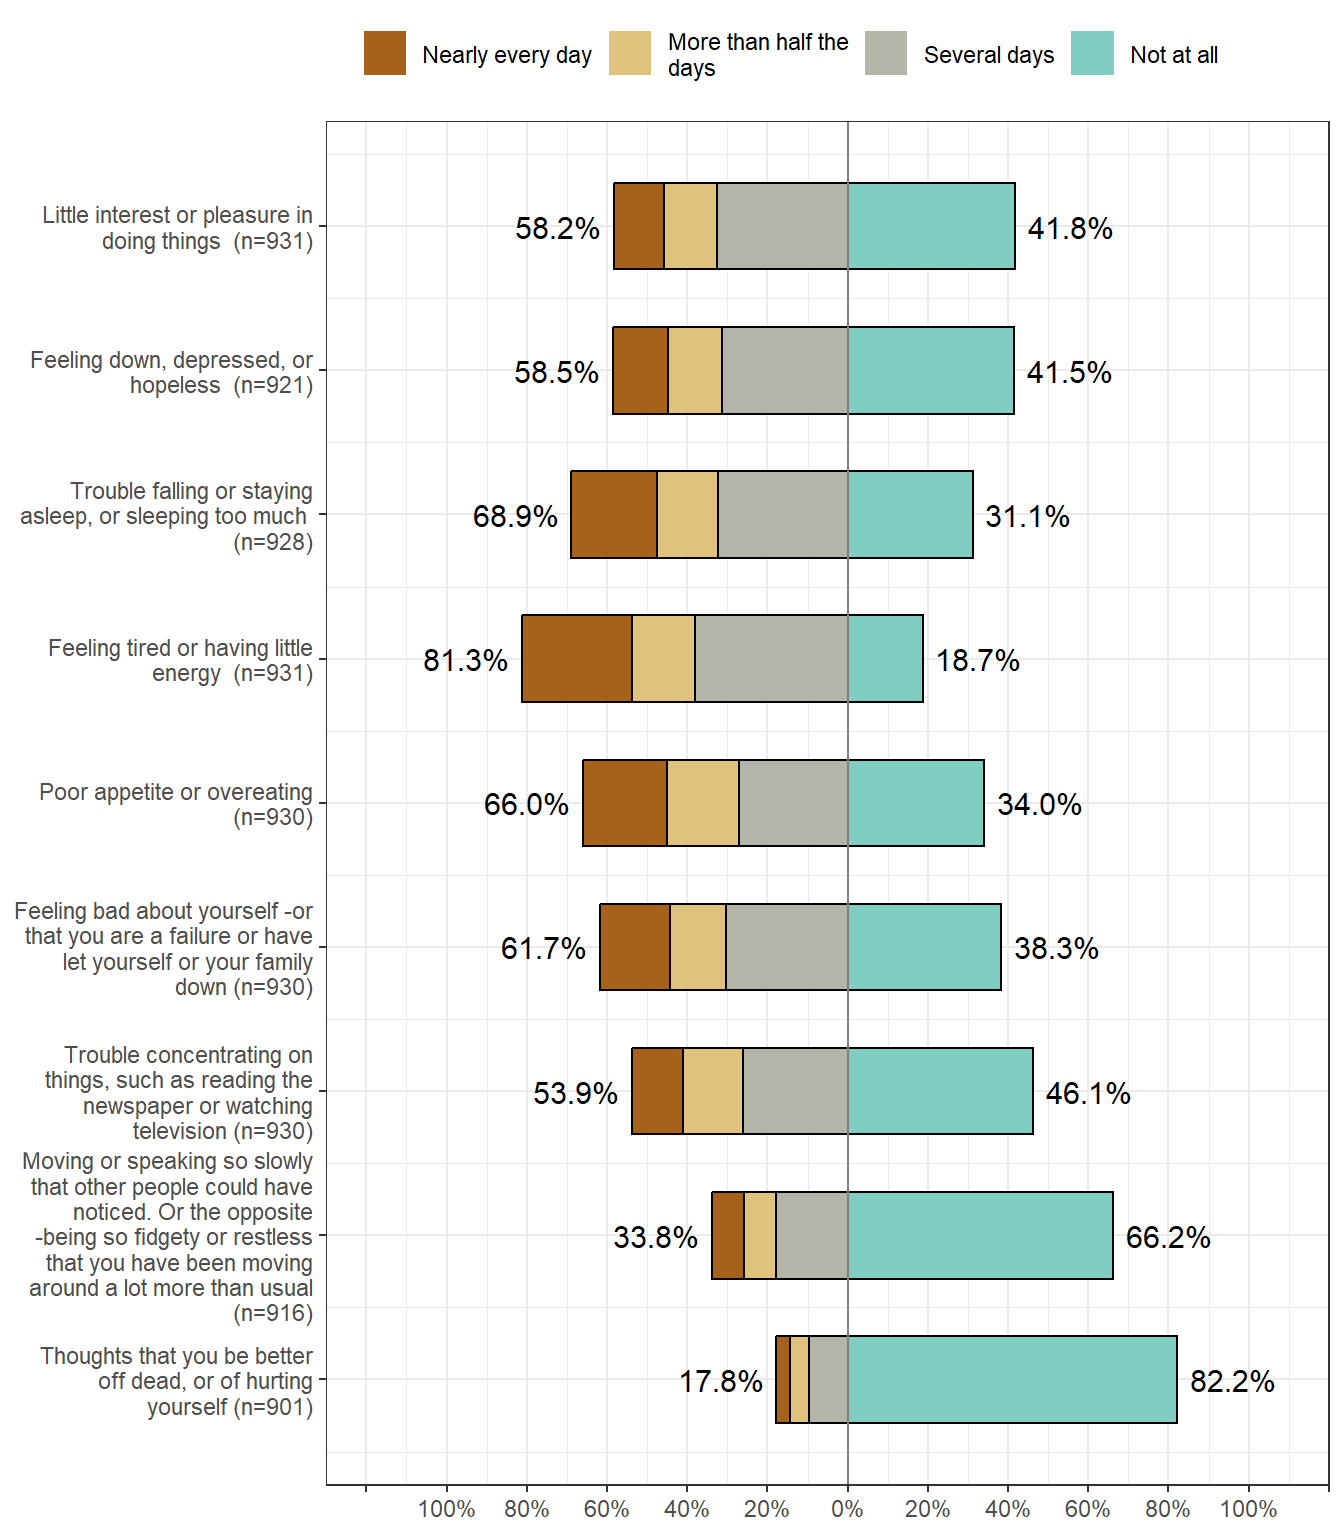 Nearly every day
More than half the
days
Several days
Not at all
Little interest or pleasure in
doing things (n=931)
58.2%
41.8%
Feeling down, depressed, or
hopeless (n=921)
58.5%
41.5%
Trouble falling or staying
asleep, or sleeping too much
(n=928)
68.9%
31.1%
Feeling tired or having little
energy (n=931)
81.3%
18.7%
Poor appetite or overeating
(n=930)
66.0%
34.0%
Feeling bad about yourself -or
that you are a failure or have
let yourself or your family
down (n=930)
61.7%
38.3%
Trouble concentrating on
things, such as reading the
newspaper or watching
television (n=930)
53.9%
46.1%
Moving or speaking so slowly
that other people could have
noticed. Or the opposite
-being so fidgety or restless
that you have been moving
around a lot more than usual
(n=916)
33.8%
66.2%
Thoughts that you be better
off dead, or of hurting
yourself (n=901)
17.8%
82.2%
100% 80% 60% 40% 20% 0% 20% 40% 60% 80% 100%